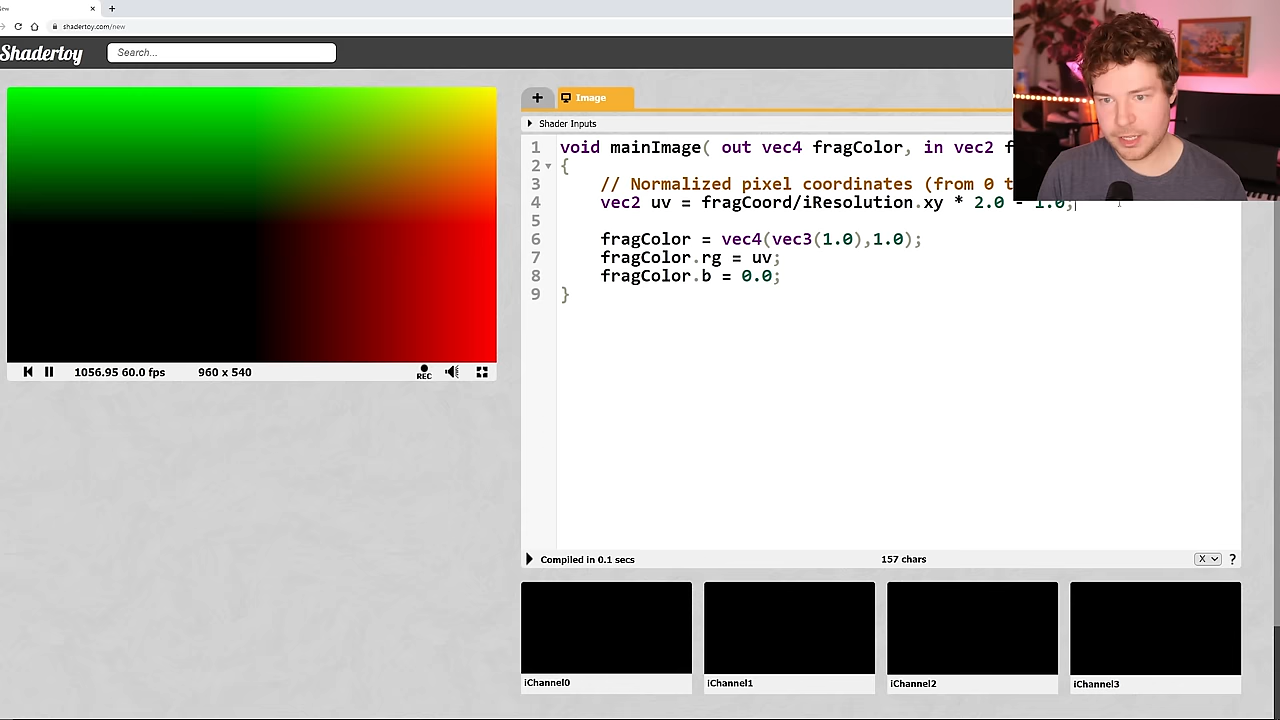 New
shadertoy.com/new
Shadertoy
Search...
Image
Shader Inputs
1 void mainImage( out vec4 fragColor, in vec2 f
2 {
3 // Normalized pixel coordinates (from 0 t
4 vec2 uv = fragCoord/iResolution.xy * 2.0 - 1.0;
5
6 fragColor = vec4(vec3(1.0),1.0);
7 fragColor.rg = uv;
8 fragColor.b = 0.0;
9 }
1056.95 60.0 fps 960 x 540
REC
Compiled in 0.1 secs 157 chars X ?
iChannel0 iChannel1 iChannel2 iChannel3